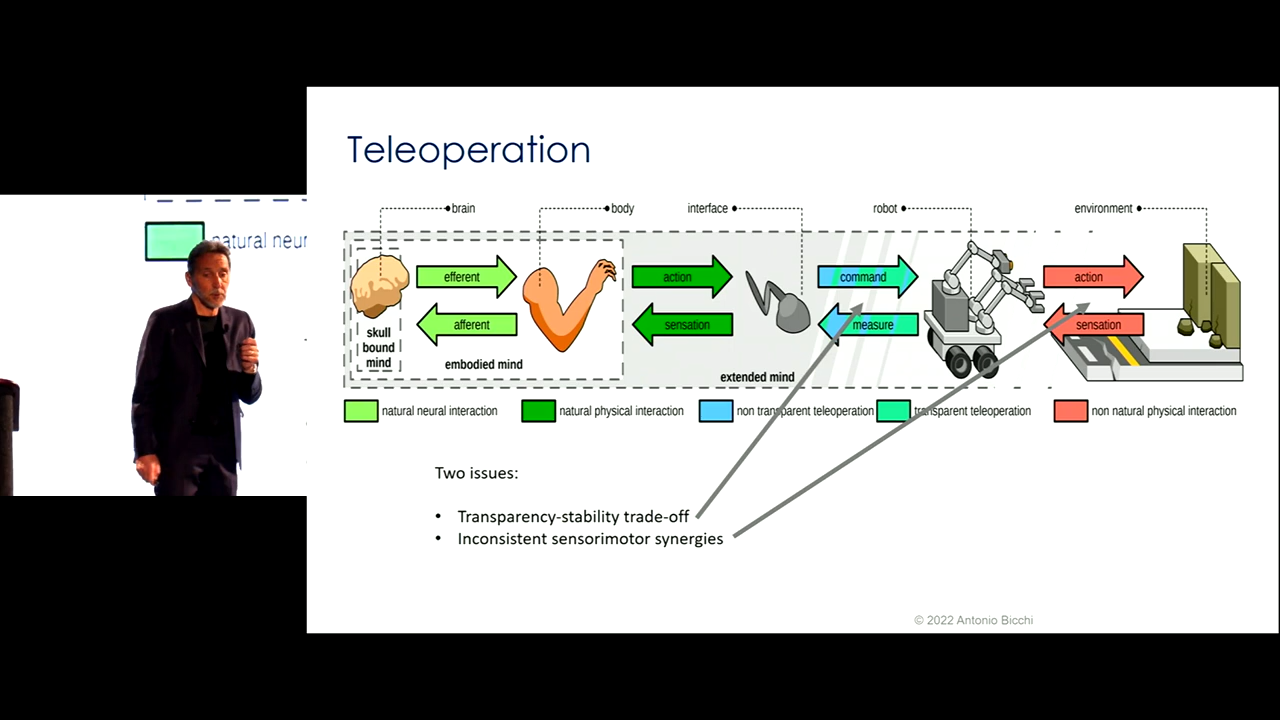 Teleoperation
brain
body
interface
robot
environment
efferent
action
command
action
afferent
sensation
measure
sensation
skull
bound
mind
embodied mind
extended mind
natural neural interaction
natural physical interaction
non transparent teleoperation
transparent teleoperation
non natural physical interaction
natural neur
Two issues:
• Transparency-stability trade-off
• Inconsistent sensorimotor synergies
© 2022 Antonio Bicchi